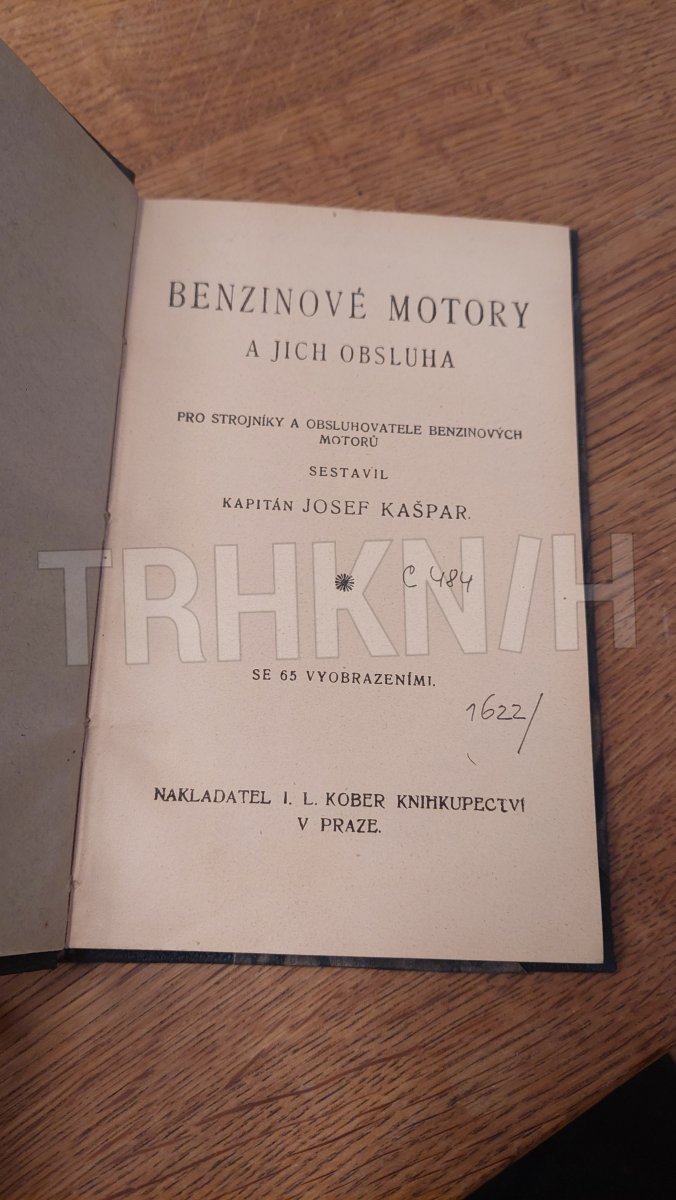 BENZINOVÉ MOTORY
A JICH OBSLUHA
PRO STROJNÍKY A OBSLUHOVATELE BENZINOVÝCH
MOTORŮ
SESTAVIL
KAPITÁN JOSEF KAŠPAR.
C 484
TRHKNIH
SE 65 VYOBRAZENÍMI.
1622/
NAKLADATEL I. L. KOBER KNIHKUPECTVÍ
V PRAZE.